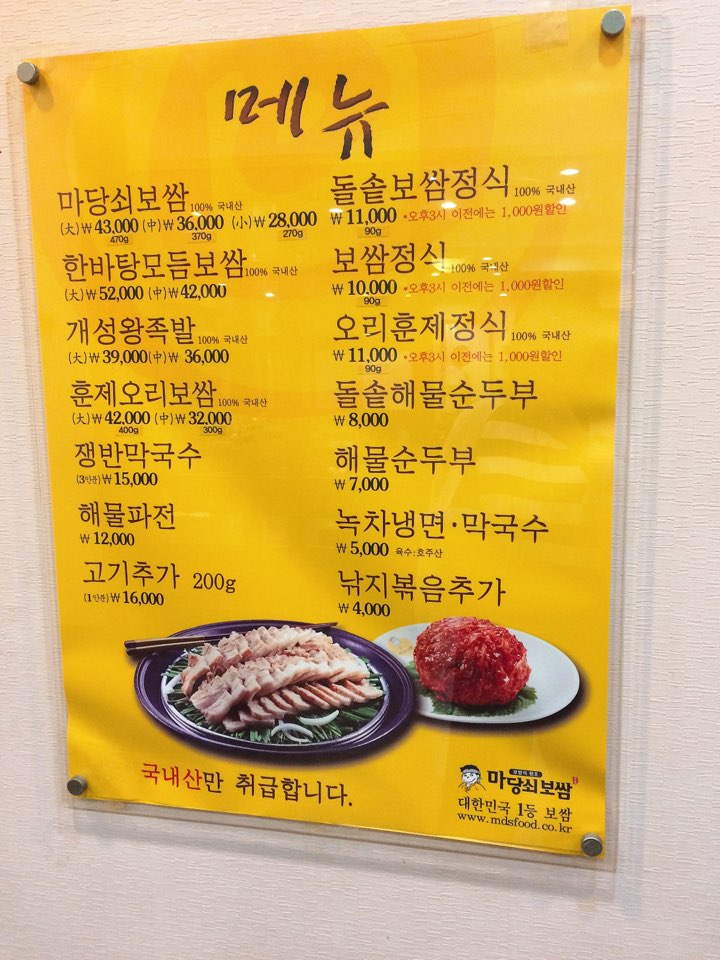 메뉴
마당쇠보쌈 100% 국내산
(大)₩43,000 (中)₩36,000 (小)₩28,000
470g 370g 270g
한바탕모듬보쌈 100% 국내산
(大)₩52,000 (中)₩42,000
개성왕족발 100% 국내산
(大)₩39,000(中)₩ 36,000
훈제오리보쌈 100% 국내산
(大)₩42,000 (中)₩32,000
400g 300g
쟁반막국수
(3인분)₩15,000
해물파전
₩12,000
고기추가 200g
(1인분)₩16,000
돌솥보쌈정식 100% 국내산
₩11,000 •오후3시 이전에는 1,000원할인
90g
보쌈정식 100% 국내산
₩10.000 •오후3시 이전에는 1,000원할인
90g
오리훈제정식 100% 국내산
₩11,000 •오후3시 이전에는 1,000원할인
90g
돌솥해물순두부
₩8,000
해물순두부
₩7,000
녹차냉면·막국수
₩5,000 육수:호주산
낚지볶음추가
₩4,000
국내산만 취급합니다.
마당쇠보쌈
대한민국 1등 보쌈
www.mdsfood.co.kr